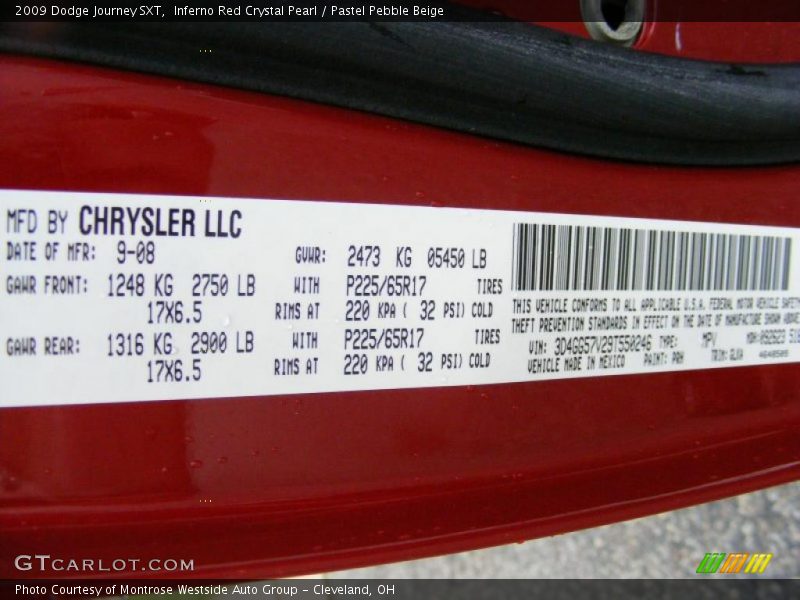 2009 Dodge Journey SXT, Inferno Red Crystal Pearl / Pastel Pebble Beige
MFD BY CHRYSLER LLC
DATE OF MFR: 9-08 GVWR: 2473 KG 05450 LB
GAWR FRONT: 1248 KG 2750 LB WITH P225/65R17 TIRES
17X6.5 RIMS AT 220 KPA ( 32 PSI) COLD
GAWR REAR: 1316 KG 2900 LB WITH P225/65R17 TIRES
17X6.5 RIMS AT 220 KPA ( 32 PSI) COLD
THIS VEHICLE CONFORMS TO ALL APPLICABLE U.S.A. FEDERAL MOTOR VEHICLE SAFETY
THEFT PREVENTION STANDARDS IN EFFECT ON THE DATE OF MANUFACTURE SHOWN ABOVE
VIN: 3D4GG57V29T550246 TYPE: MPV MDH:
VEHICLE MADE IN MEXICO PAINT: PRH TRIM:
GTCARLOT.COM
Photo Courtesy of Montrose Westside Auto Group - Cleveland, OH